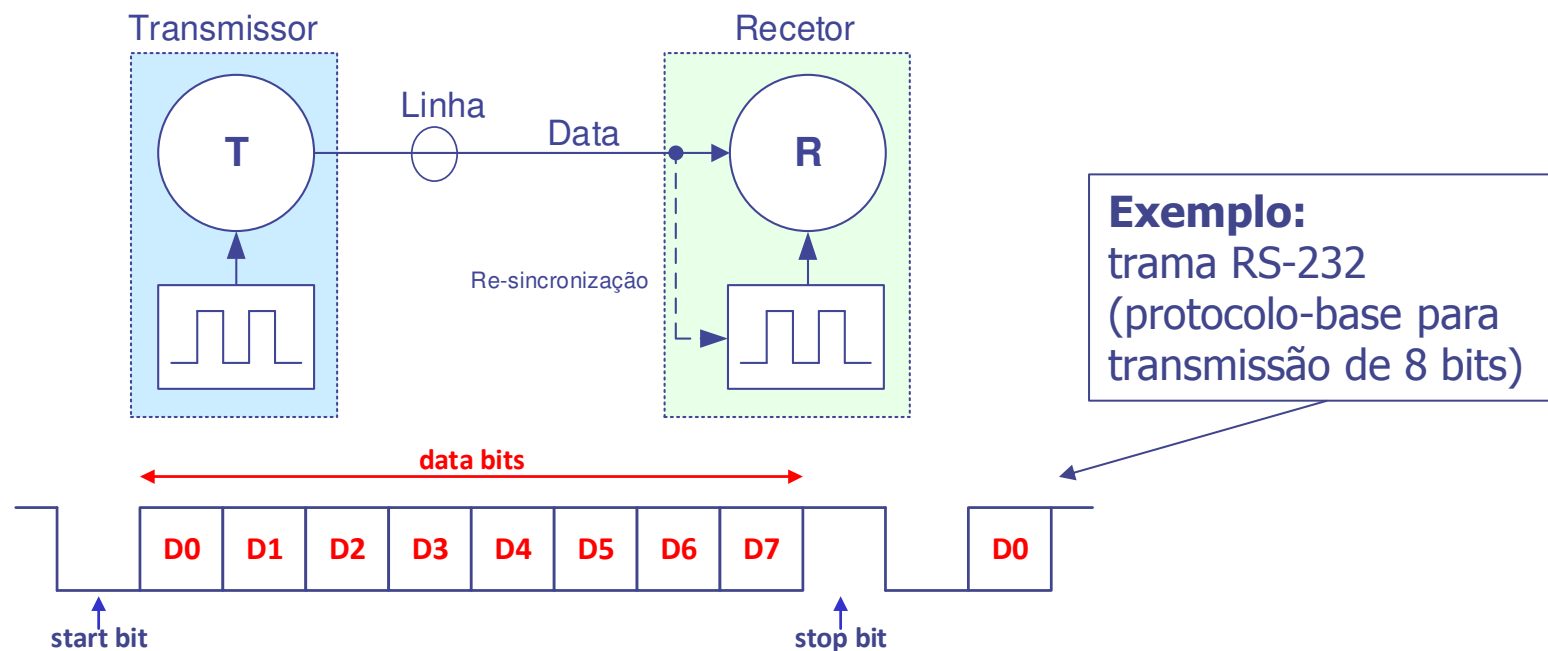 Transmissor
Recetor
Linha
Data
T
R
Re-sincronização
Exemplo:
trama RS-232
(protocolo-base para
transmissão de 8 bits)
data bits
D0 D1 D2 D3 D4 D5 D6 D7 D0
start bit
stop bit